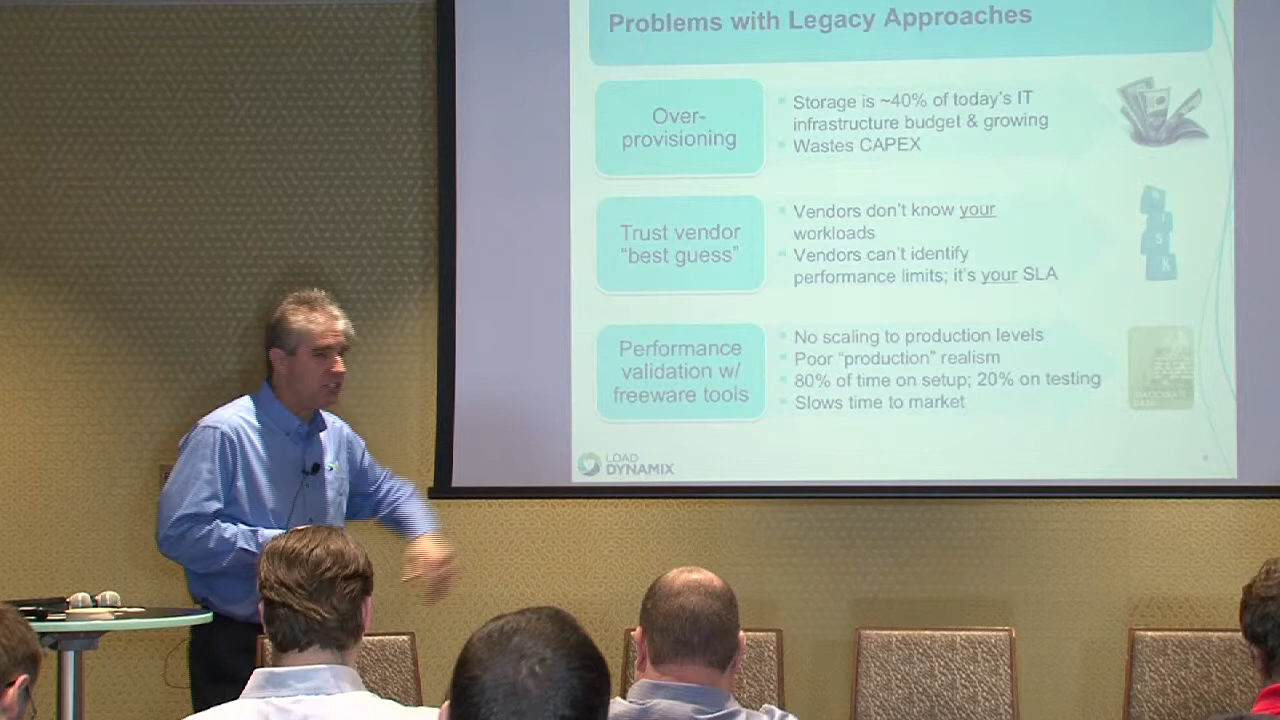 Problems with Legacy Approaches
Over-
provisioning
Storage is ~40% of today's IT
infrastructure budget & growing
Wastes CAPEX
Trust vendor
"best guess"
Vendors don't know your
workloads
Vendors can't identify
performance limits; it's your SLA
Performance
validation w/
freeware tools
No scaling to production levels
Poor "production" realism
80% of time on setup; 20% on testing
Slows time to market
LOAD
DYNAMIX